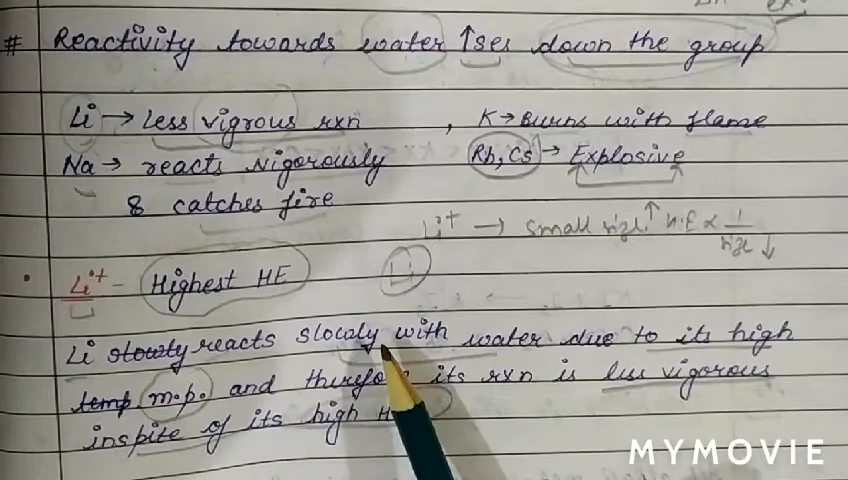 # Reactivity towards water ↑ses down the group
Li → Less vigrous rxn , K → Burns with flame
Na → reacts vigorously Rb, Cs → Explosive
& catches fire
Li+ → small size↑ H.E ∝ 1/size ↓
Li+ - Highest HE Li
Li slowly reacts slowly with water due to its high
temp m.p. and therefore its rxn is less vigorous
inspite of its high H
MYMOVIE